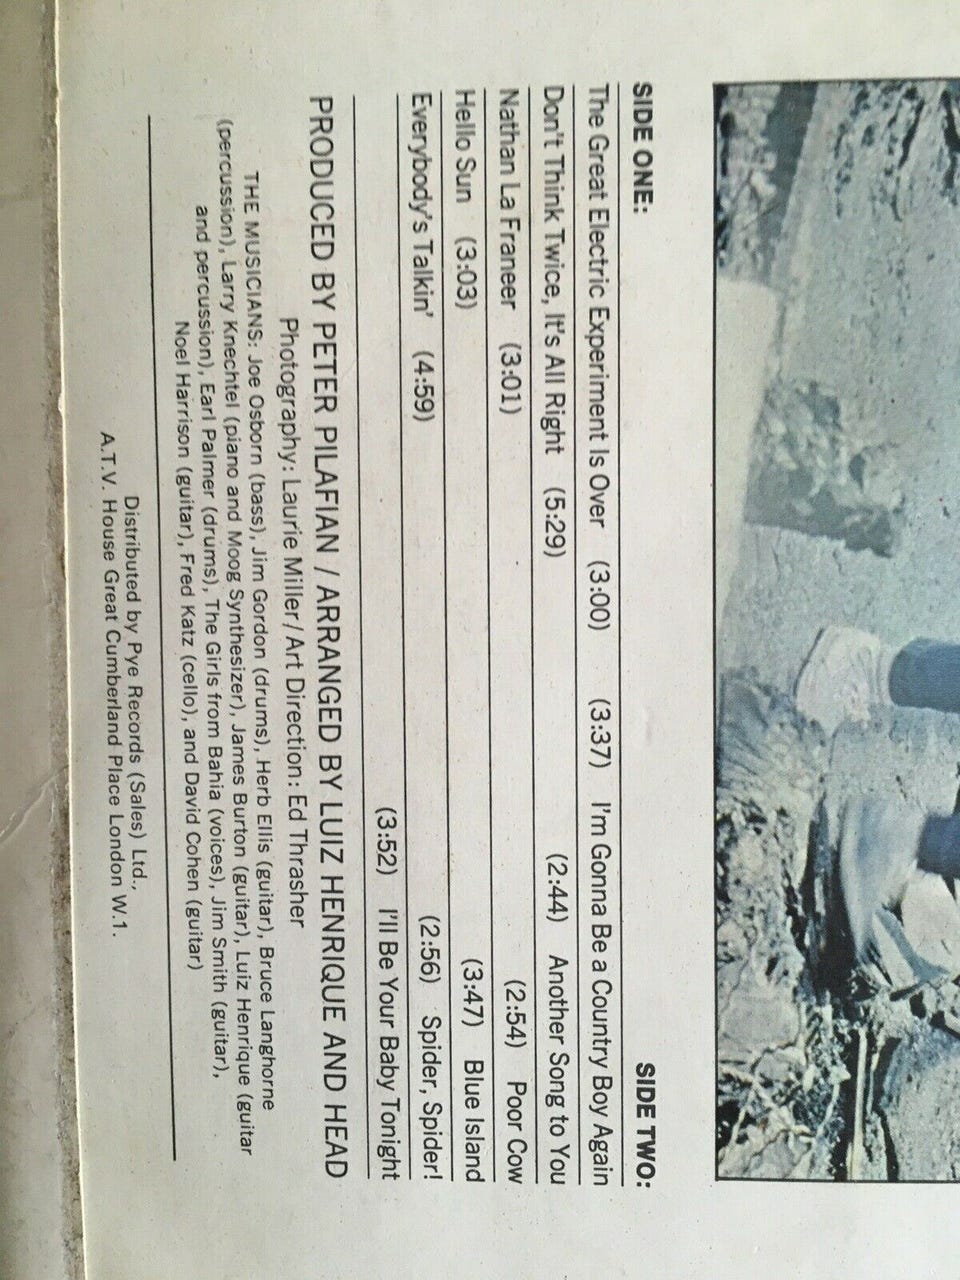 SIDE ONE: SIDE TWO:
The Great Electric Experiment Is Over (3:00) (3:37) I'm Gonna Be a Country Boy Again
Don't Think Twice, It's All Right (5:29) (2:44) Another Song to You
Nathan La Franeer (3:01) (2:54) Poor Cow
Hello Sun (3:03) (3:47) Blue Island
Everybody's Talkin' (4:59) (2:56) Spider, Spider!
(3:52) I'll Be Your Baby Tonight
PRODUCED BY PETER PILAFIAN / ARRANGED BY LUIZ HENRIQUE AND HEAD
Photography: Laurie Miller / Art Direction: Ed Thrasher
THE MUSICIANS: Joe Osborn (bass), Jim Gordon (drums), Herb Ellis (guitar), Bruce Langhorne
(percussion), Larry Knechtel (piano and Moog Synthesizer), James Burton (guitar), Luiz Henrique (guitar
and percussion), Earl Palmer (drums), The Girls from Bahia (voices), Jim Smith (guitar),
Noel Harrison (guitar), Fred Katz (cello), and David Cohen (guitar)
Distributed by Pye Records (Sales) Ltd.,
A.T.V. House Great Cumberland Place London W.1.